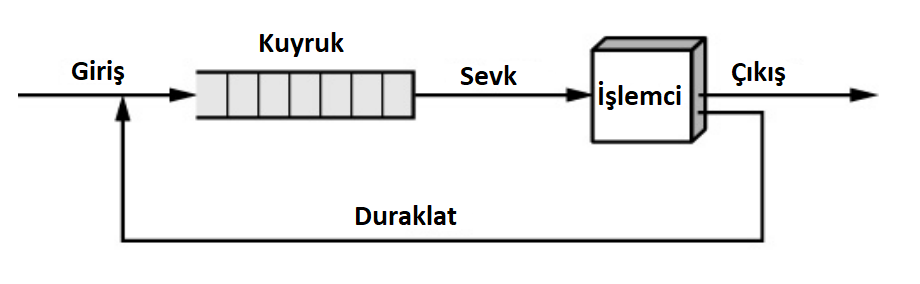 Kuyruk
Giriş
Sevk
İşlemci
Çıkış
Duraklat